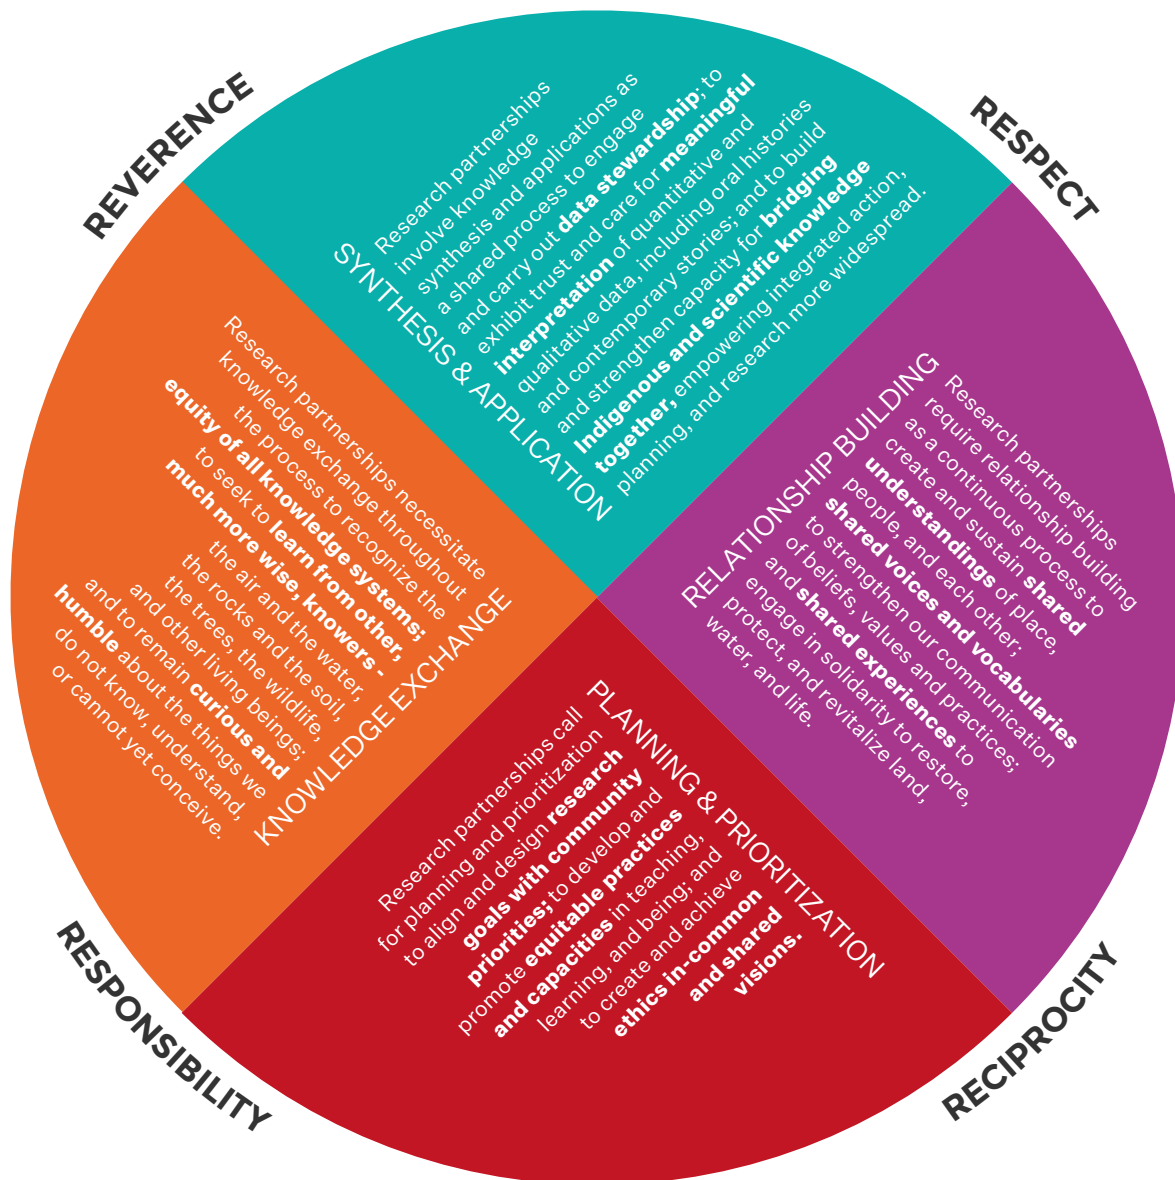 REVERENCE
RESPECT
SYNTHESIS & APPLICATION
Research partnerships
involve knowledge
synthesis and applications as
a shared process to engage
and carry out data stewardship; to
exhibit trust and care for meaningful
interpretation of quantitative and
qualitative data, including oral histories
and contemporary stories; and to build
and strengthen capacity for bridging
Indigenous and scientific knowledge
together, empowering integrated action,
planning, and research more widespread.
RELATIONSHIP BUILDING
Research partnerships
require relationship building
as a continuous process to
create and sustain shared
understandings of place,
people, and each other;
shared voices and vocabularies
to strengthen our communication
of beliefs, values and practices;
and shared experiences to
engage in solidarity to restore,
protect, and revitalize land,
water, and life.
KNOWLEDGE EXCHANGE
Research partnerships necessitate
knowledge exchange throughout
the process to recognize the
equity of all knowledge systems;
to seek to learn from other,
much more wise, knowers -
the air and the water,
the rocks and the soil,
the trees, the wildlife,
and other living beings;
and to remain curious and
humble about the things we
do not know, understand,
or cannot yet conceive.
PLANNING & PRIORITIZATION
Research partnerships call
for planning and prioritization
to align and design research
goals with community
priorities; to develop and
promote equitable practices
and capacities in teaching,
learning, and being; and
to create and achieve
ethics in-common
and shared
visions.
RESPONSIBILITY
RECIPROCITY